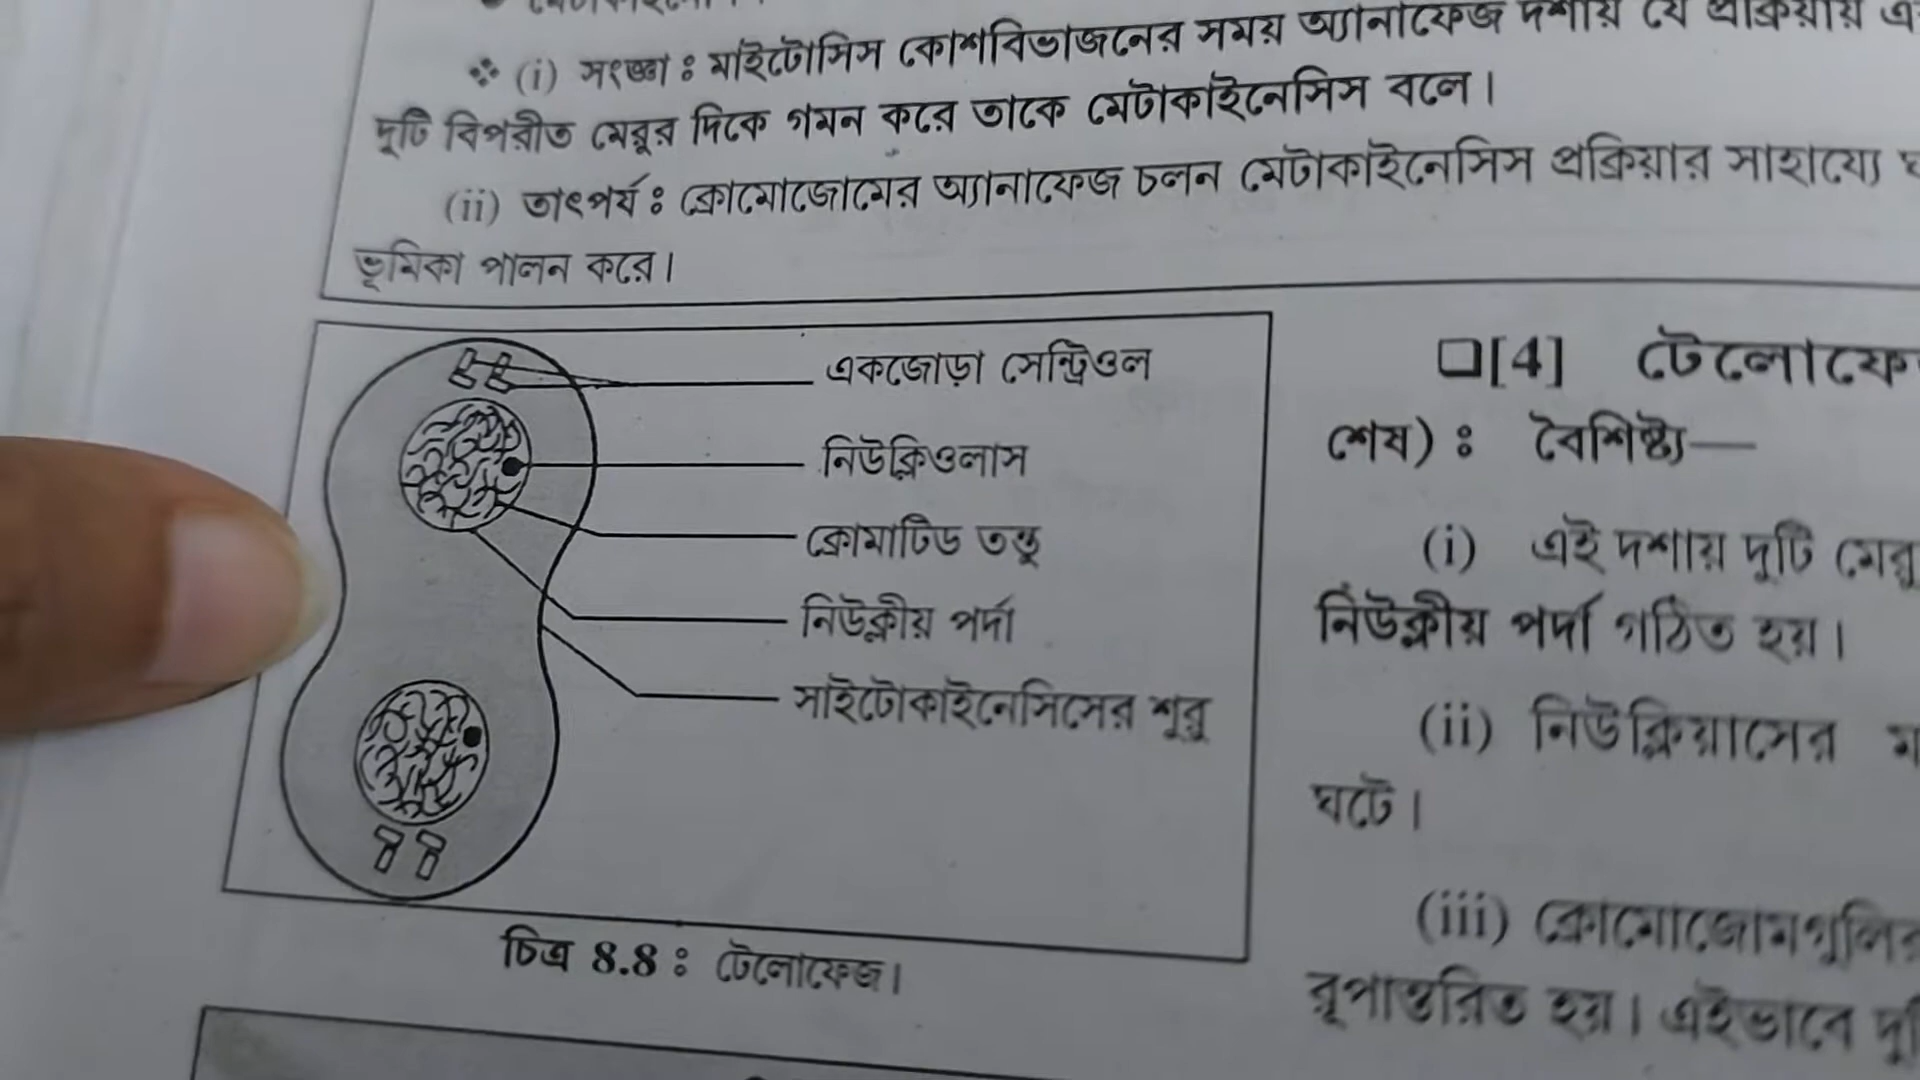 ❖ (i) সংজ্ঞা : মাইটোসিস কোশবিভাজনের সময় অ্যানাফেজ দশায় যে প্রক্রিয়ায়
দুটি বিপরীত মেরুর দিকে গমন করে তাকে মেটাকাইনেসিস বলে।
(ii) তাৎপর্য : ক্রোমোজোমের অ্যানাফেজ চলন মেটাকাইনেসিস প্রক্রিয়ার সাহায্যে
ভূমিকা পালন করে।
একজোড়া সেন্ট্রিওল
নিউক্লিওলাস
ক্রোমাটিড তন্তু
নিউক্লীয় পর্দা
সাইটোকাইনেসিসের শুরু
চিত্র 8.8 : টেলোফেজ।
❑[4] টেলোফে
শেষ) : বৈশিষ্ট্য—
(i) এই দশায় দুটি মেরু
নিউক্লীয় পর্দা গঠিত হয়।
(ii) নিউক্লিয়াসের
ঘটে।
(iii) ক্রোমোজোমগুলির
রূপান্তরিত হয়। এইভাবে